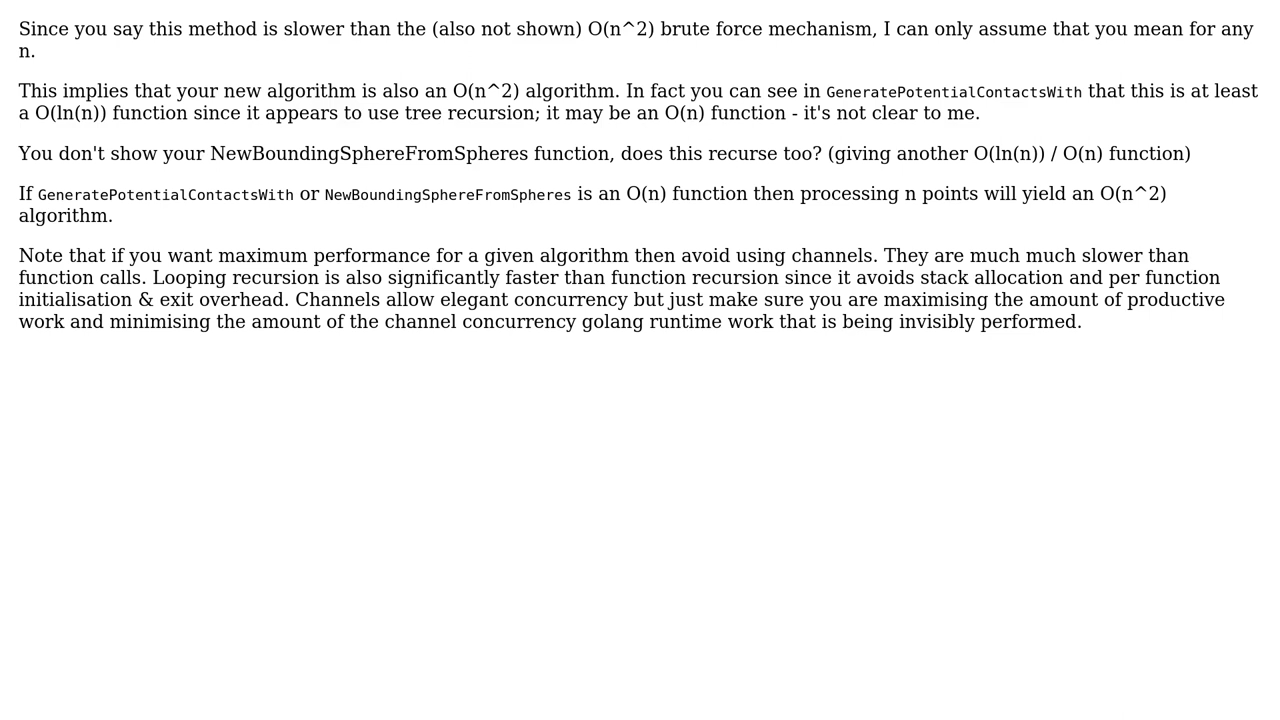 Since you say this method is slower than the (also not shown) O(n^2) brute force mechanism, I can only assume that you mean for any
n.
This implies that your new algorithm is also an O(n^2) algorithm. In fact you can see in GeneratePotentialContactsWith that this is at least
a O(ln(n)) function since it appears to use tree recursion; it may be an O(n) function - it's not clear to me.
You don't show your NewBoundingSphereFromSpheres function, does this recurse too? (giving another O(ln(n)) / O(n) function)
If GeneratePotentialContactsWith or NewBoundingSphereFromSpheres is an O(n) function then processing n points will yield an O(n^2)
algorithm.
Note that if you want maximum performance for a given algorithm then avoid using channels. They are much much slower than
function calls. Looping recursion is also significantly faster than function recursion since it avoids stack allocation and per function
initialisation & exit overhead. Channels allow elegant concurrency but just make sure you are maximising the amount of productive
work and minimising the amount of the channel concurrency golang runtime work that is being invisibly performed.